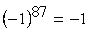 (−1)^87 = −1